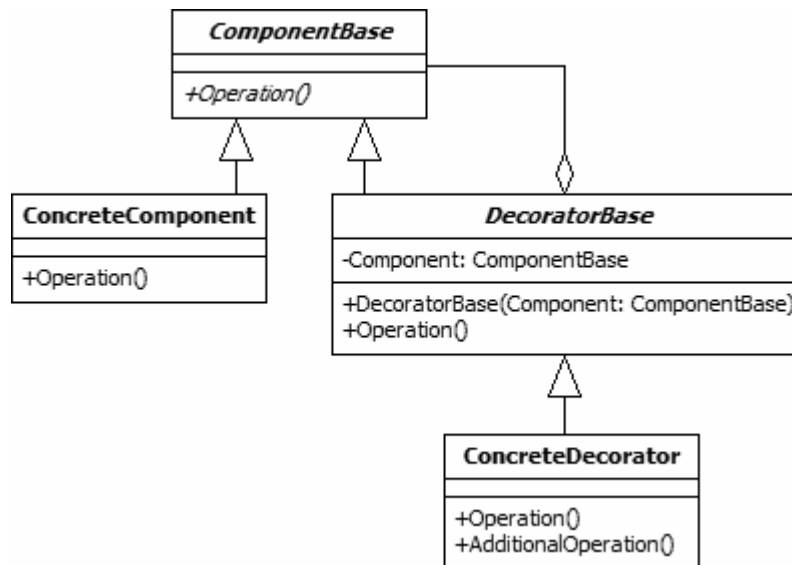 ComponentBase
+Operation()
ConcreteComponent
+Operation()
DecoratorBase
-Component: ComponentBase
+DecoratorBase(Component: ComponentBase)
+Operation()
ConcreteDecorator
+Operation()
+AdditionalOperation()